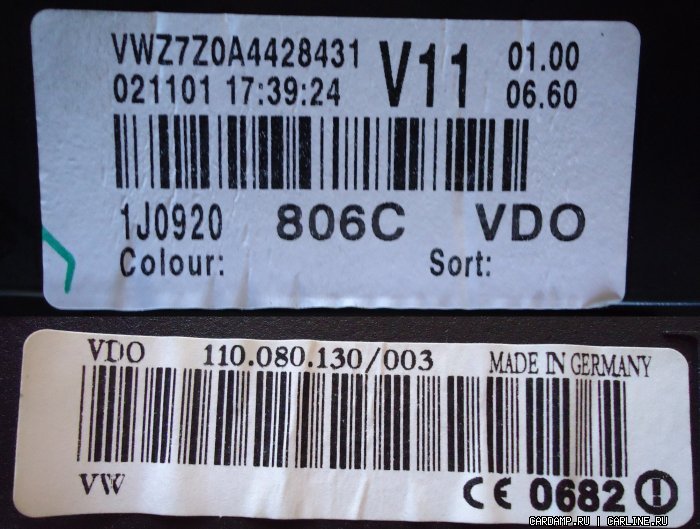 VWZ7Z0A4428431 V11 01.00
021101 17:39:24 06.60
1J0920 806C VDO
Colour: Sort:
VDO 110.080.130/003 MADE IN GERMANY
VW CE 0682
CARDAMP.RU | CARLINE.RU